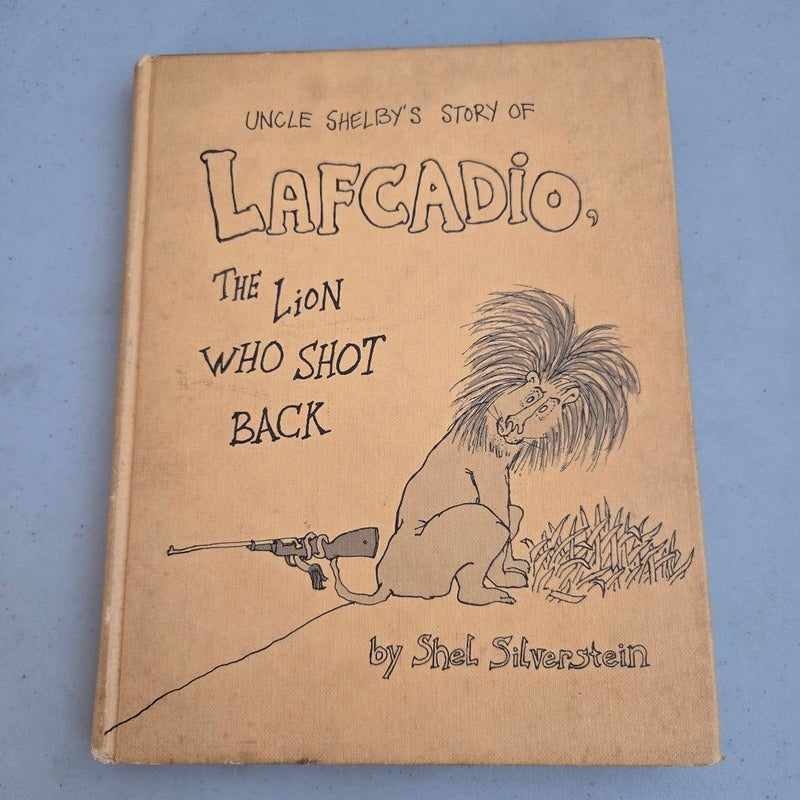 UNCLE SHELBY'S STORY OF
LAFCADiO,
THE LiON
WHO SHOT
BACK
by Shel Silverstein